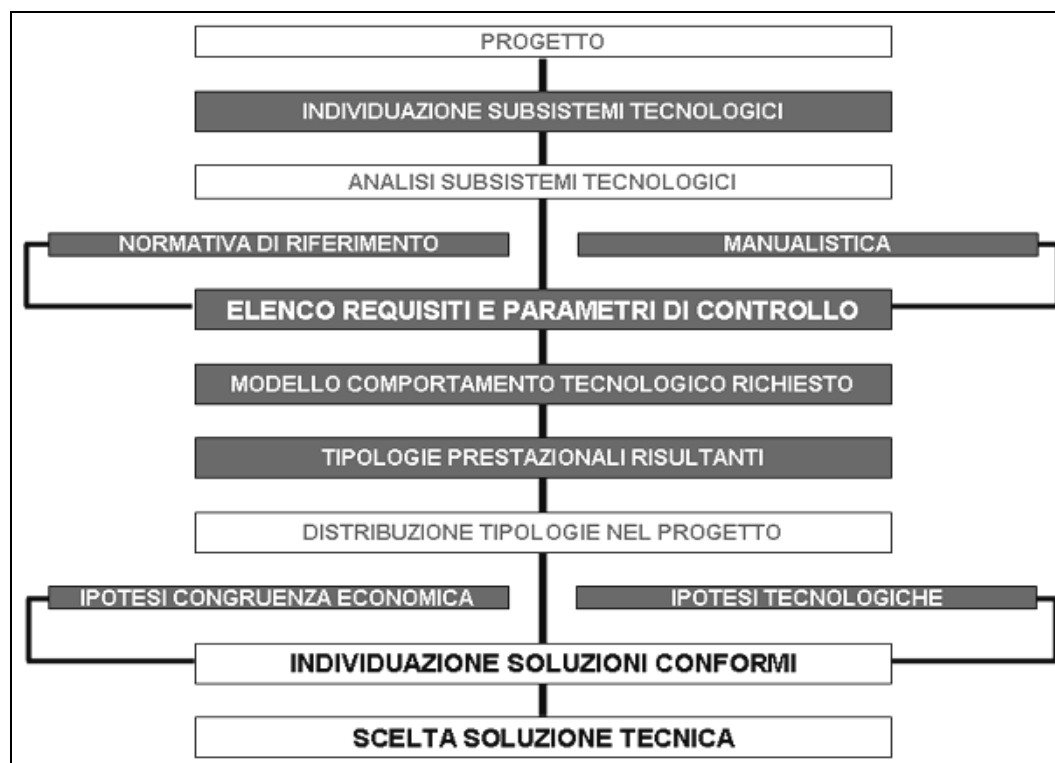 PROGETTO
INDIVIDUAZIONE SUBSISTEMI TECNOLOGICI
ANALISI SUBSISTEMI TECNOLOGICI
NORMATIVA DI RIFERIMENTO
MANUALISTICA
ELENCO REQUISITI E PARAMETRI DI CONTROLLO
MODELLO COMPORTAMENTO TECNOLOGICO RICHIESTO
TIPOLOGIE PRESTAZIONALI RISULTANTI
DISTRIBUZIONE TIPOLOGIE NEL PROGETTO
IPOTESI CONGRUENZA ECONOMICA
IPOTESI TECNOLOGICHE
INDIVIDUAZIONE SOLUZIONI CONFORMI
SCELTA SOLUZIONE TECNICA